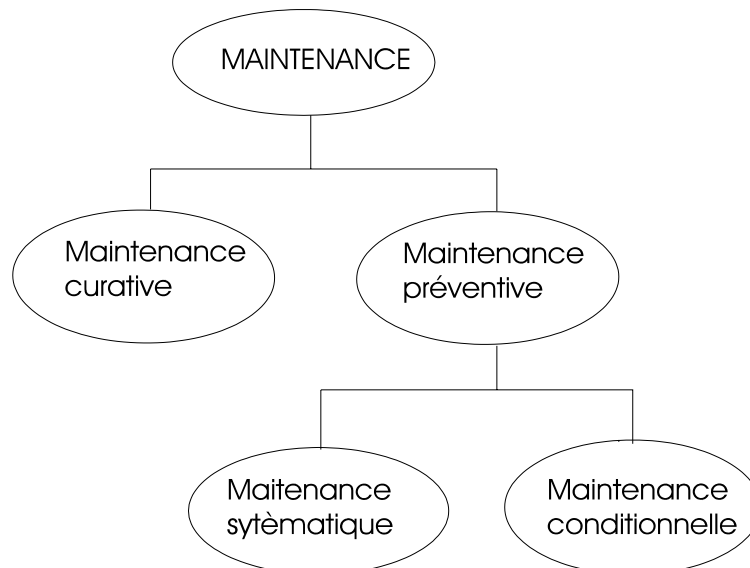 MAINTENANCE
Maintenance
curative
Maintenance
préventive
Maitenance
sytèmatique
Maintenance
conditionnelle